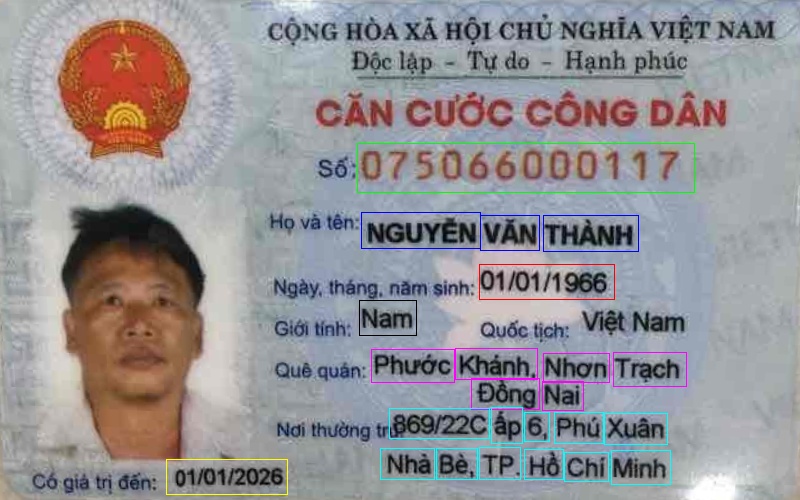 CỘNG HÒA XÃ HỘI CHỦ NGHĨA VIỆT NAM
Độc lập - Tự do - Hạnh phúc
CĂN CƯỚC CÔNG DÂN
Số: 075066000117
Họ và tên: NGUYỄN VĂN THÀNH
Ngày, tháng, năm sinh: 01/01/1966
Giới tính: Nam Quốc tịch: Việt Nam
Quê quán: Phước Khánh, Nhơn Trạch
Đồng Nai
Nơi thường trú: 869/22C ấp 6, Phú Xuân
Nhà Bè, TP. Hồ Chí Minh
Có giá trị đến: 01/01/2026